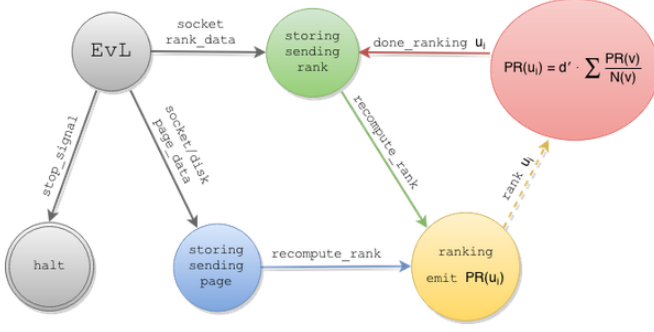 socket
rank_data
EvL
storing
sending
rank
done_ranking uᵢ
PR(uᵢ) = d′ · ∑ PR(v)
N(v)
recompute_rank
socket/disk
page_data
stop_signal
rank uᵢ
halt
storing
sending
page
recompute_rank
ranking
emit PR(uᵢ)